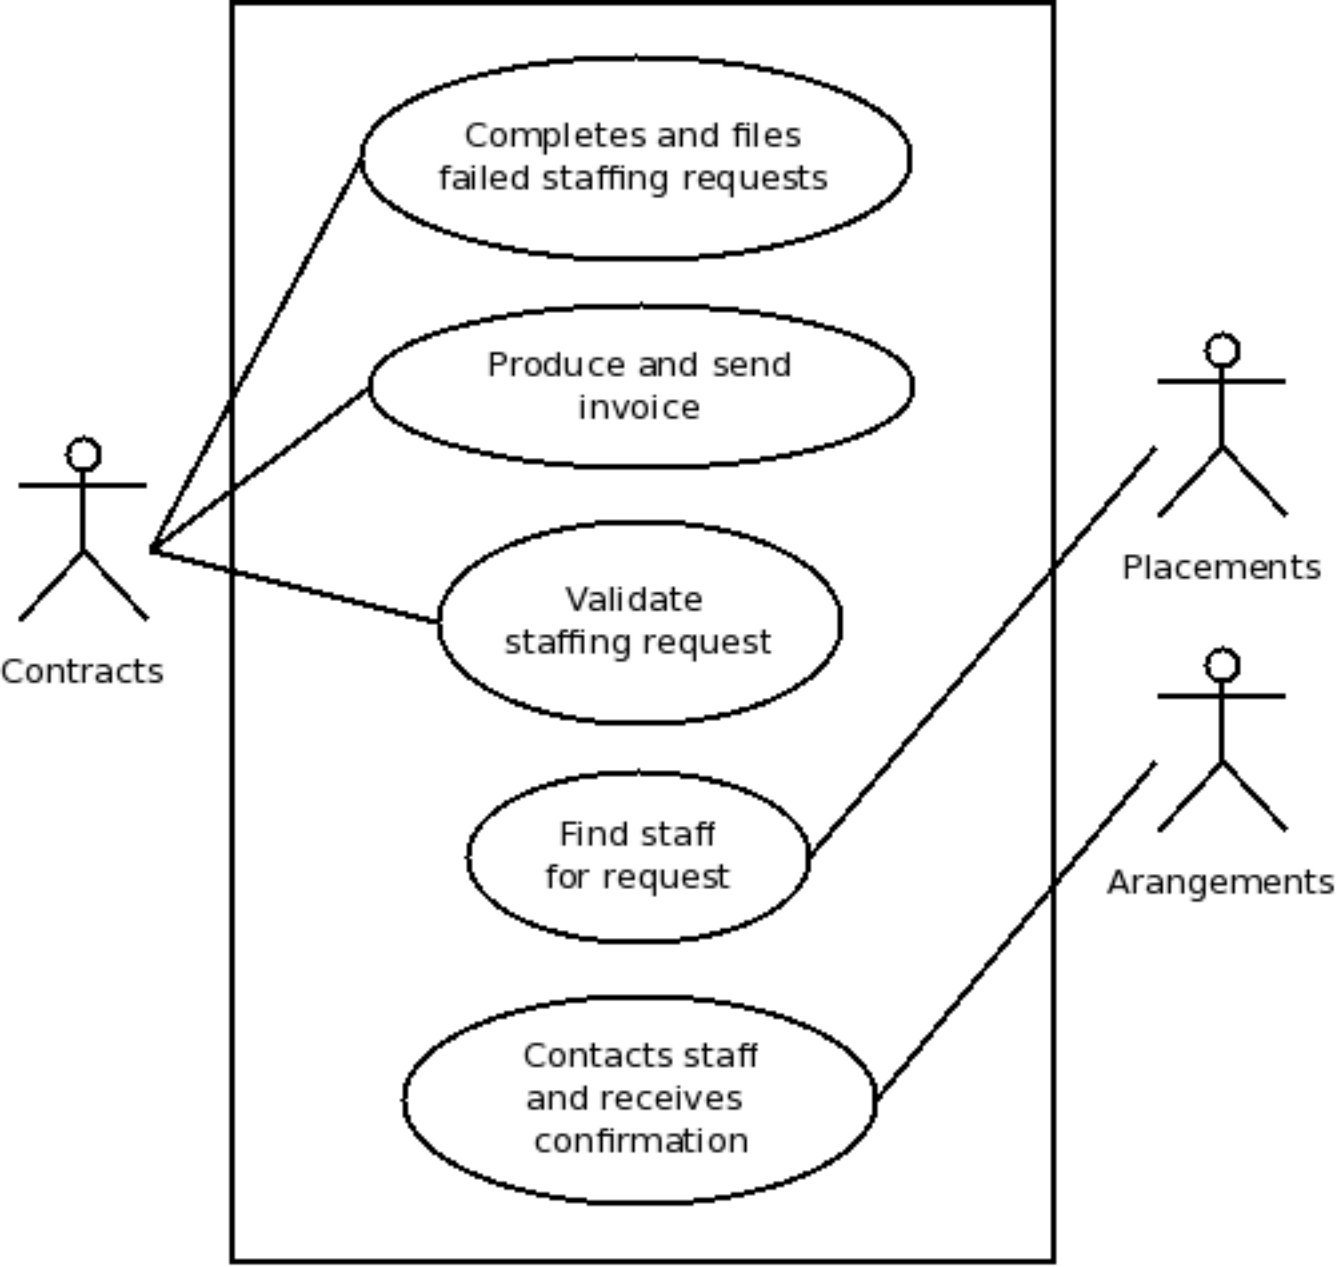 Completes and files
failed staffing requests
Produce and send
invoice
Validate
staffing request
Find staff
for request
Contacts staff
and receives
confirmation
Contracts
Placements
Arangements